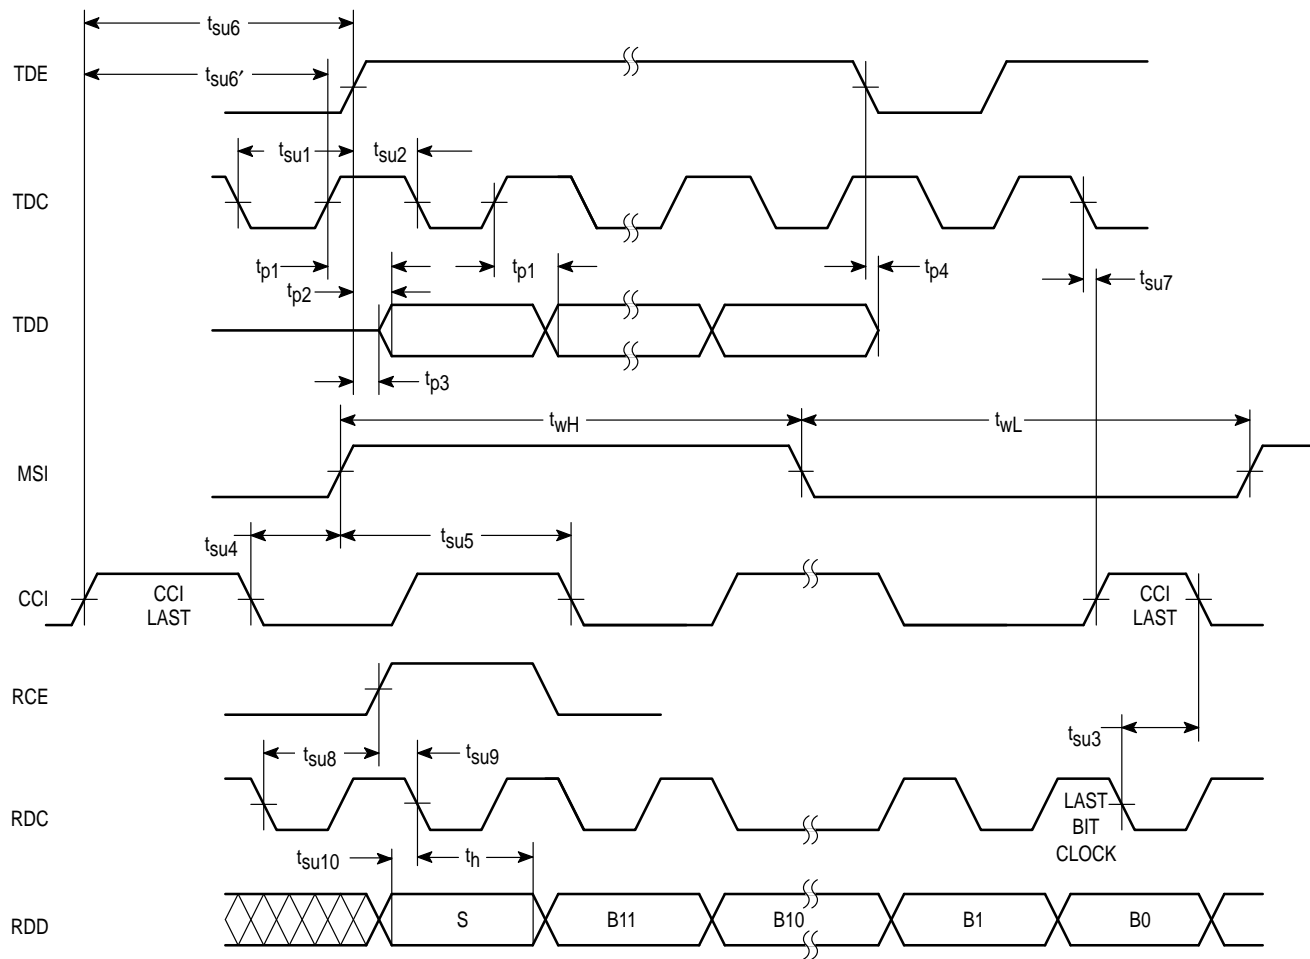 tsu6
TDE
tsu6′
tsu1
tsu2
TDC
tp1
tp1
tp4
tp2
tsu7
TDD
tp3
twH
twL
MSI
tsu4
tsu5
CCI
CCI
LAST
CCI
LAST
RCE
tsu3
tsu8
tsu9
RDC
LAST
BIT
CLOCK
tsu10
th
RDD
S
B11
B10
B1
B0